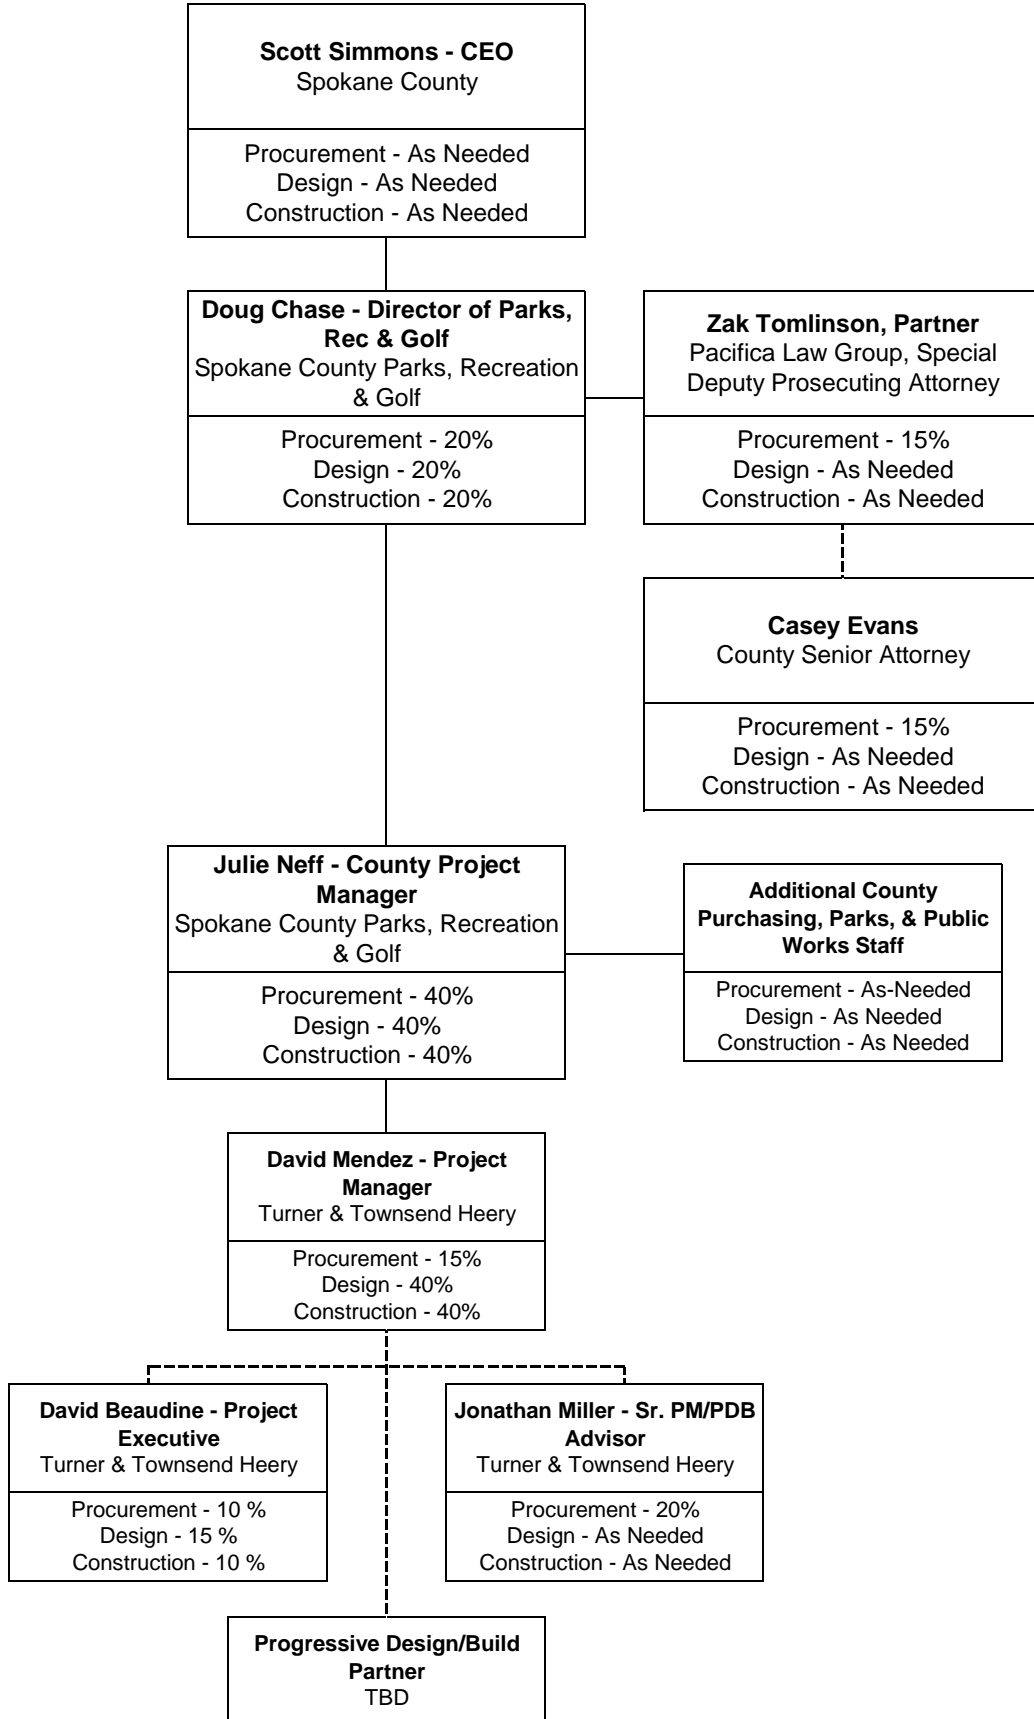 Scott Simmons - CEO
Spokane County
Procurement - As Needed
Design - As Needed
Construction - As Needed
Doug Chase - Director of Parks,
Rec & Golf
Spokane County Parks, Recreation
& Golf
Procurement - 20%
Design - 20%
Construction - 20%
Zak Tomlinson, Partner
Pacifica Law Group, Special
Deputy Prosecuting Attorney
Procurement - 15%
Design - As Needed
Construction - As Needed
Casey Evans
County Senior Attorney
Procurement - 15%
Design - As Needed
Construction - As Needed
Julie Neff - County Project
Manager
Spokane County Parks, Recreation
& Golf
Procurement - 40%
Design - 40%
Construction - 40%
Additional County
Purchasing, Parks, & Public
Works Staff
Procurement - As-Needed
Design - As Needed
Construction - As Needed
David Mendez - Project
Manager
Turner & Townsend Heery
Procurement - 15%
Design - 40%
Construction - 40%
David Beaudine - Project
Executive
Turner & Townsend Heery
Procurement - 10 %
Design - 15 %
Construction - 10 %
Jonathan Miller - Sr. PM/PDB
Advisor
Turner & Townsend Heery
Procurement - 20%
Design - As Needed
Construction - As Needed
Progressive Design/Build
Partner
TBD